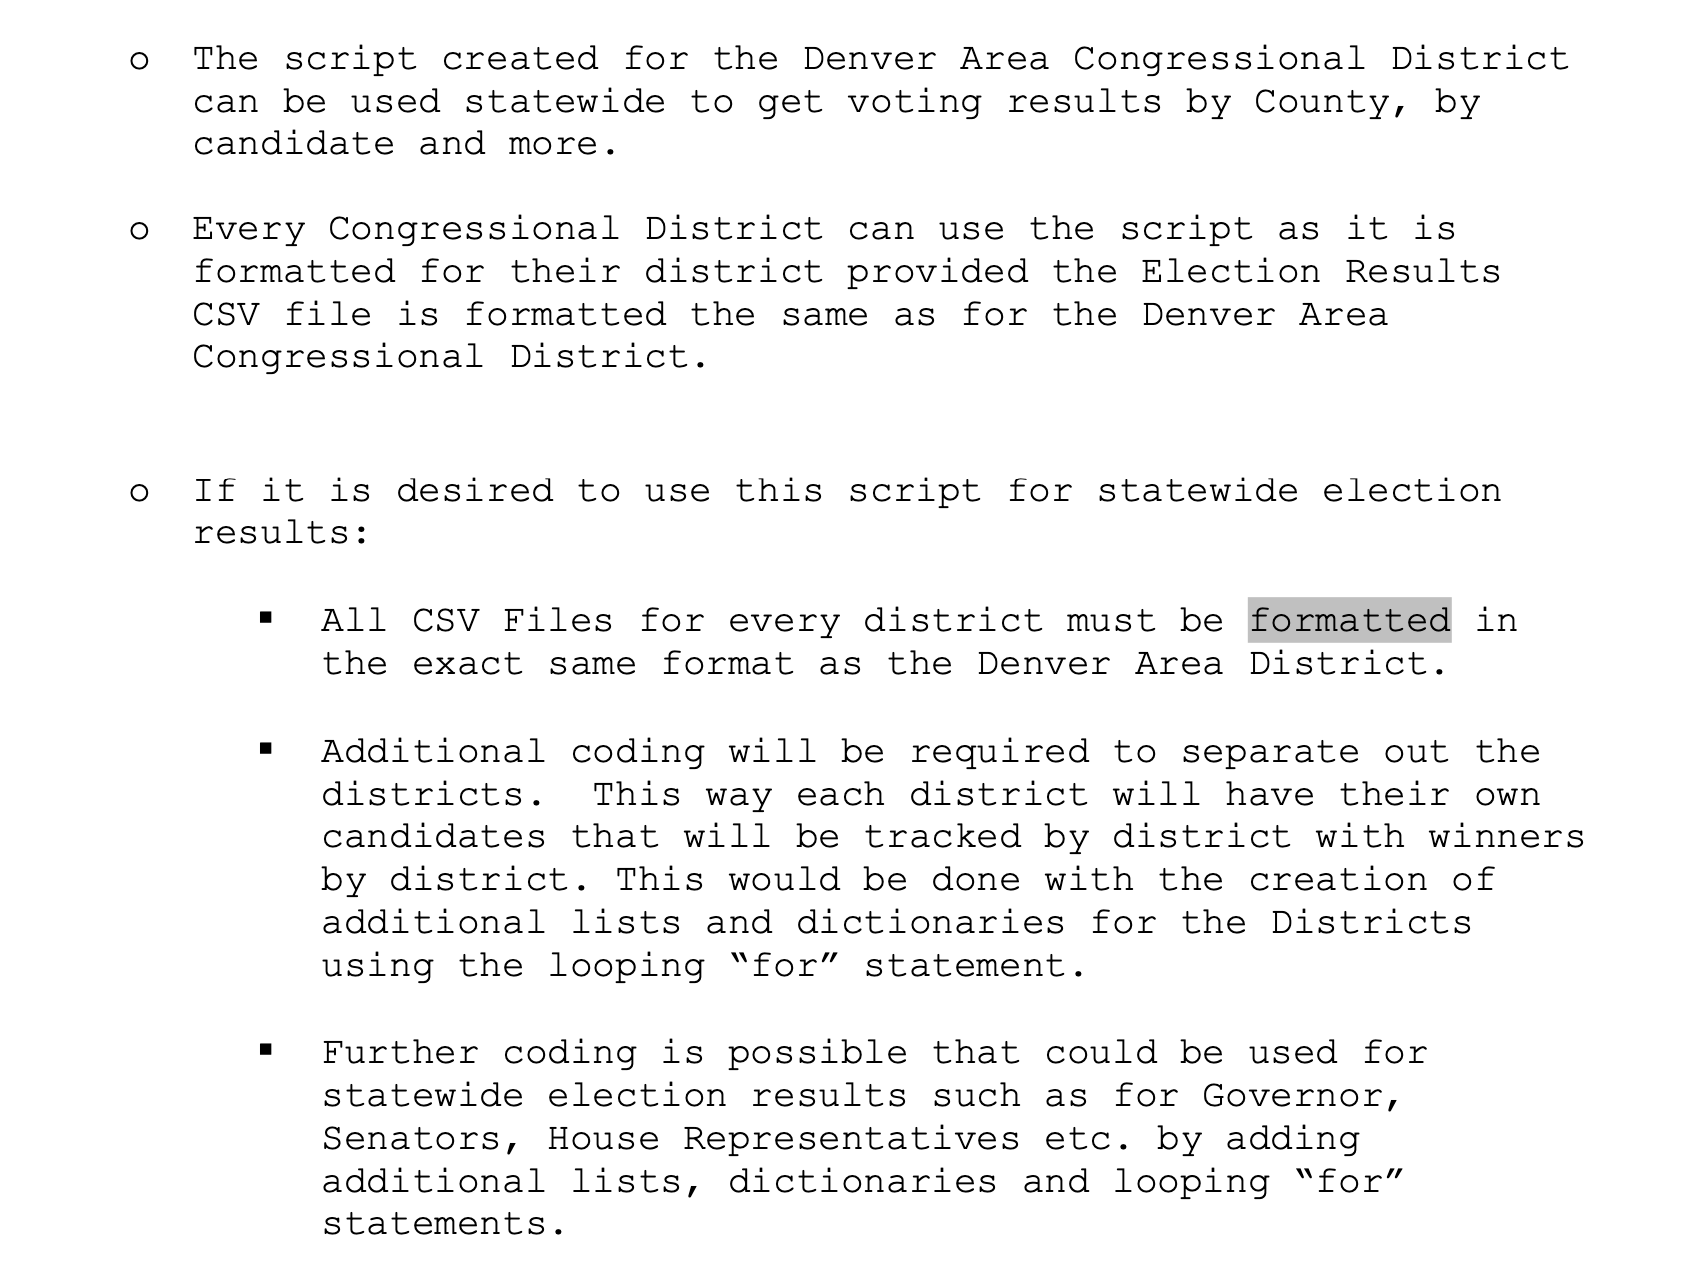 o The script created for the Denver Area Congressional District
can be used statewide to get voting results by County, by
candidate and more.
o Every Congressional District can use the script as it is
formatted for their district provided the Election Results
CSV file is formatted the same as for the Denver Area
Congressional District.
o If it is desired to use this script for statewide election
results:
▪ All CSV Files for every district must be formatted in
the exact same format as the Denver Area District.
▪ Additional coding will be required to separate out the
districts.  This way each district will have their own
candidates that will be tracked by district with winners
by district. This would be done with the creation of
additional lists and dictionaries for the Districts
using the looping “for” statement.
▪ Further coding is possible that could be used for
statewide election results such as for Governor,
Senators, House Representatives etc. by adding
additional lists, dictionaries and looping “for”
statements.